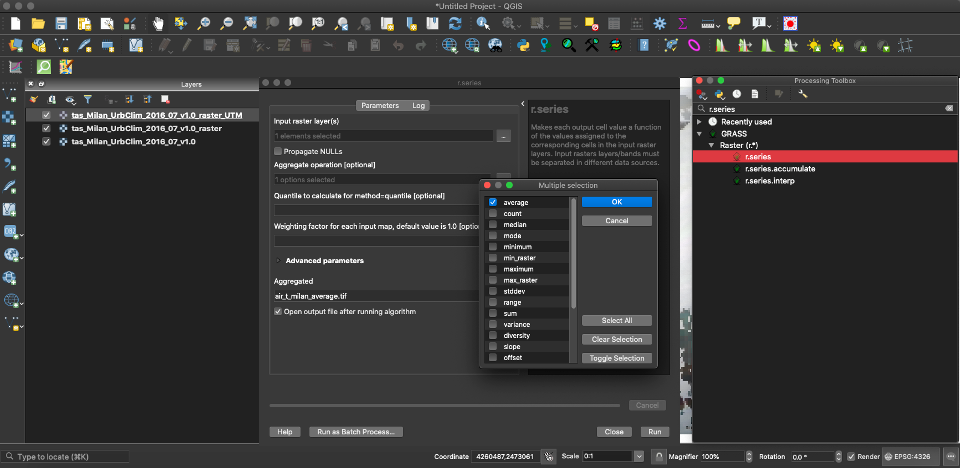 *Untitled Project - QGIS
Layers
tas_Milan_UrbClim_2016_07_v1.0_raster_UTM
tas_Milan_UrbClim_2016_07_v1.0_raster
tas_Milan_UrbClim_2016_07_v1.0
r.series
Parameters Log
Input raster layer(s)
1 elements selected
...
Propagate NULLs
Aggregate operation [optional]
1 options selected
Quantile to calculate for method=quantile [optional]
Weighting factor for each input map, default value is 1.0 [optio
Advanced parameters
Aggregated
air_t_milan_average.tif
Open output file after running algorithm
r.series
Makes each output cell value a function of
the values assigned to the
corresponding cells in the input raster
layers. Input rasters layers/bands must
be separated in different data sources.
Cancel
Help
Run as Batch Process...
Close
Run
Multiple selection
average
count
median
mode
minimum
min_raster
maximum
max_raster
stddev
range
sum
variance
diversity
slope
offset
OK
Cancel
Select All
Clear Selection
Toggle Selection
Processing Toolbox
r.series
Recently used
GRASS
Raster (r.*)
r.series
r.series.accumulate
r.series.interp
Type to locate (⌘K)
Coordinate 4260487,2473061
Scale 0:1
Magnifier 100%
Rotation 0,0 °
Render
EPSG:4326